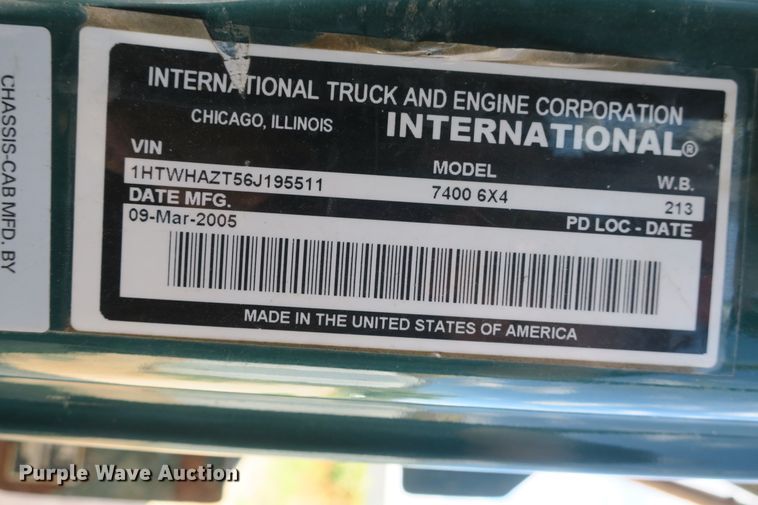 CHASSIS-CAB MFD. BY
INTERNATIONAL TRUCK AND ENGINE CORPORATION
CHICAGO, ILLINOIS
INTERNATIONAL®
VIN
MODEL
W.B.
1HTWHAZT56J195511
7400 6X4
213
DATE MFG.
PD LOC - DATE
09-Mar-2005
MADE IN THE UNITED STATES OF AMERICA
Purple Wave Auction